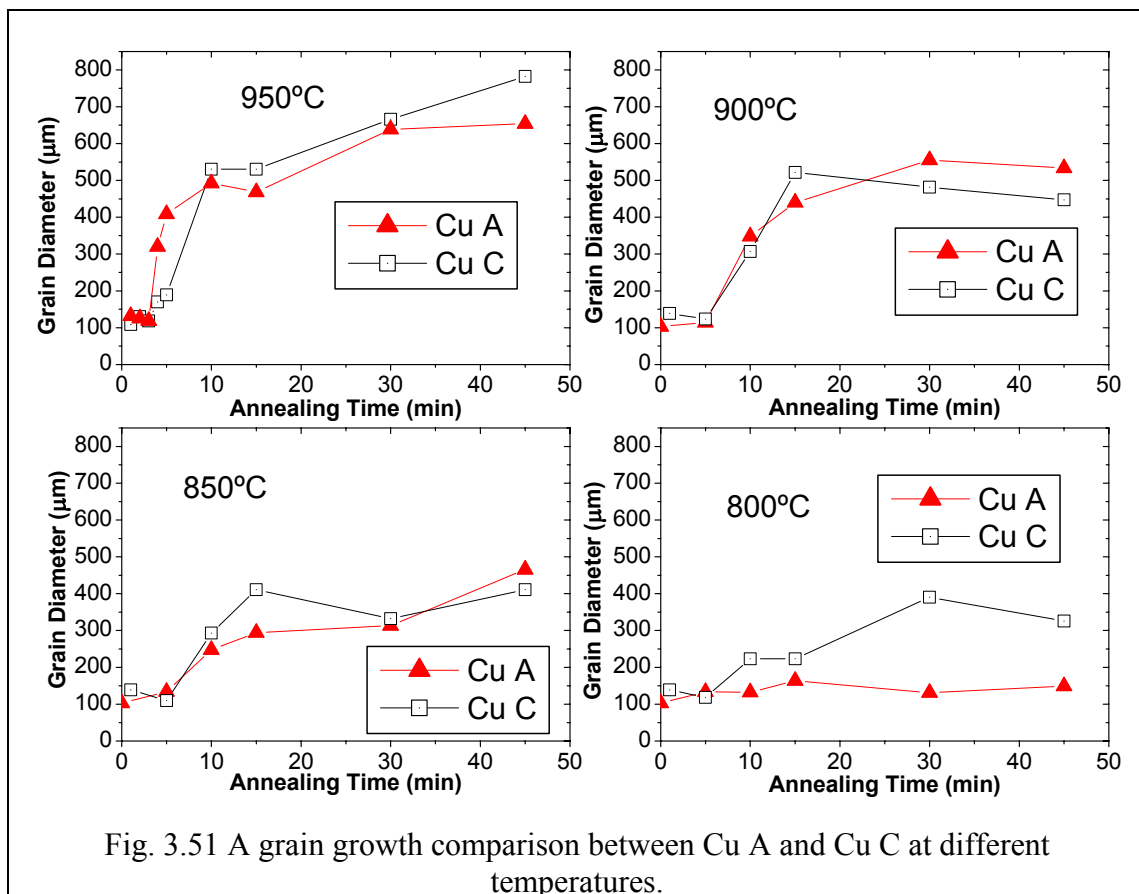 800
700
600
500
400
300
200
100
0
Grain Diameter (μm)
950ºC
Cu A
Cu C
0 10 20 30 40 50
Annealing Time (min)
800
700
600
500
400
300
200
100
0
Grain Diameter (μm)
900ºC
Cu A
Cu C
0 10 20 30 40 50
Annealing Time (min)
800
700
600
500
400
300
200
100
0
Grain Diameter (μm)
850ºC
Cu A
Cu C
0 10 20 30 40 50
Annealing Time (min)
800
700
600
500
400
300
200
100
0
Grain Diameter (μm)
800ºC
Cu A
Cu C
0 10 20 30 40 50
Annealing Time (min)
Fig. 3.51 A grain growth comparison between Cu A and Cu C at different
temperatures.